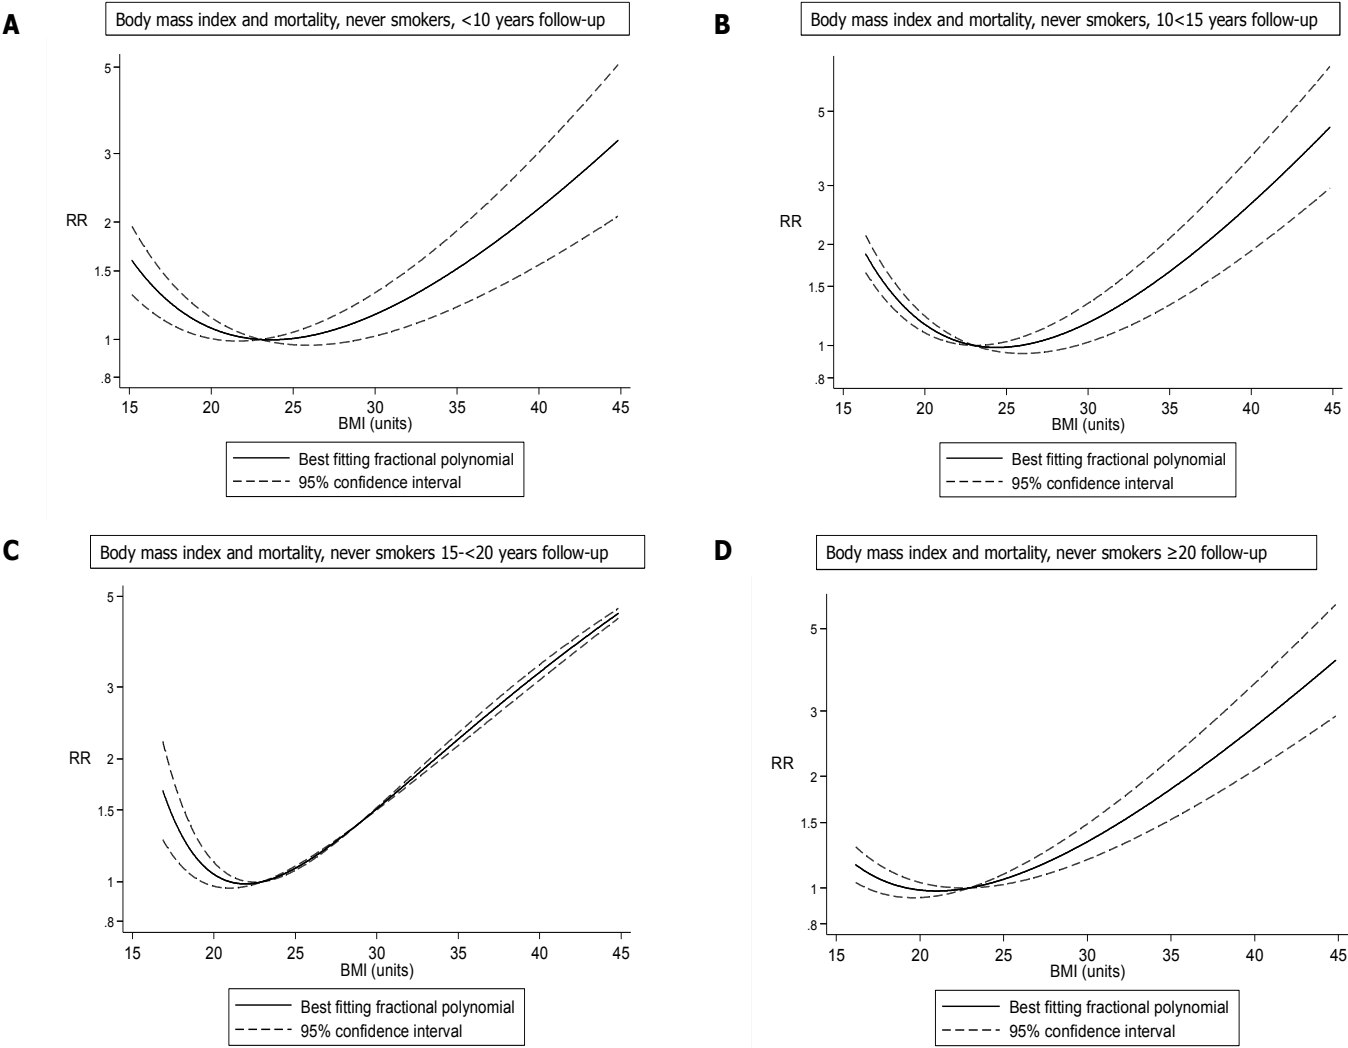 A
Body mass index and mortality, never smokers, <10 years follow-up
5
3
2
1.5
1
.8
RR
15 20 25 30 35 40 45
BMI (units)
Best fitting fractional polynomial
95% confidence interval
B
Body mass index and mortality, never smokers, 10<15 years follow-up
5
3
2
1.5
1
.8
RR
15 20 25 30 35 40 45
BMI (units)
Best fitting fractional polynomial
95% confidence interval
C
Body mass index and mortality, never smokers 15-<20 years follow-up
5
3
2
1.5
1
.8
RR
15 20 25 30 35 40 45
BMI (units)
Best fitting fractional polynomial
95% confidence interval
D
Body mass index and mortality, never smokers ≥20 follow-up
5
3
2
1.5
1
.8
RR
15 20 25 30 35 40 45
BMI (units)
Best fitting fractional polynomial
95% confidence interval